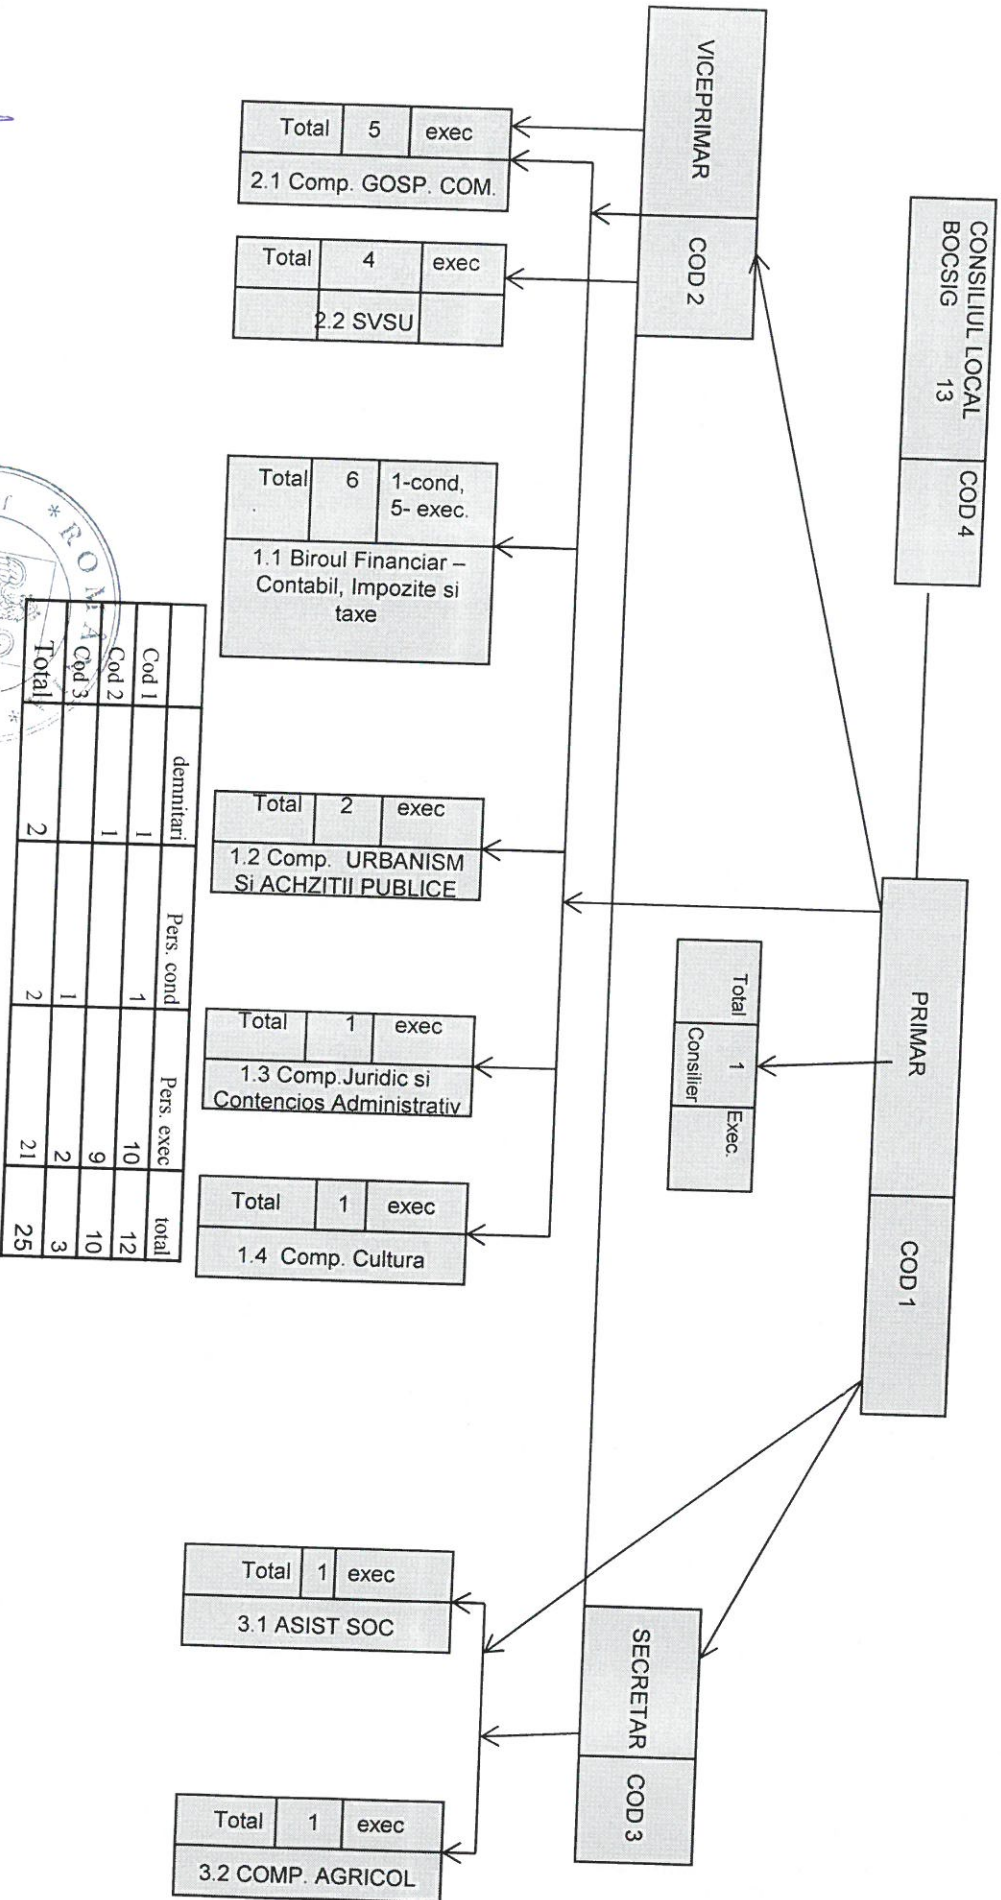 CONSILIUL LOCAL
BOCSIG 13
COD 4
PRIMAR
COD 1
Total 1 Exec.
Consilier
VICEPRIMAR
COD 2
SECRETAR
COD 3
Total 5 exec
2.1 Comp. GOSP. COM.
Total 4 exec
2.2 SVSU
Total 6 1-cond,
5- exec.
1.1 Biroul Financiar –
Contabil, Impozite si
taxe
Total 2 exec
1.2 Comp. URBANISM
Si ACHZITII PUBLICE
Total 1 exec
1.3 Comp.Juridic si
Contencios Administrativ
Total 1 exec
1.4 Comp. Cultura
Total 1 exec
3.1 ASIST SOC
Total 1 exec
3.2 COMP. AGRICOL
demnitari Pers. cond Pers. exec total
Cod 1 1 1 10 12
Cod 2 1 9 10
Cod 3 1 2 3
Total 2 2 21 25